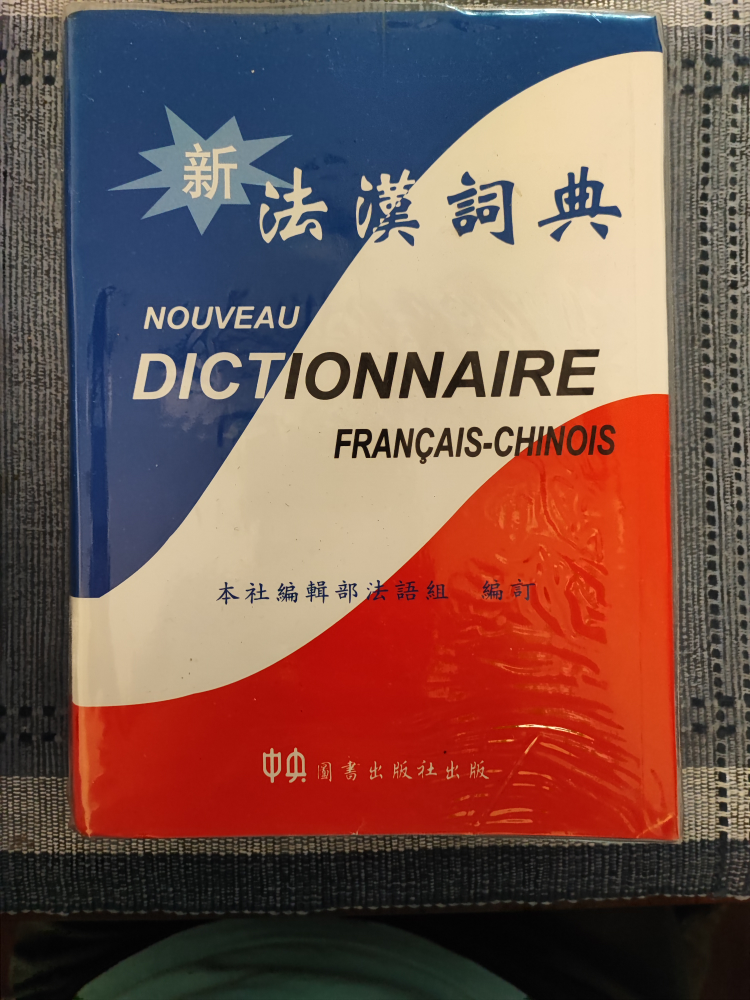 新
法漢詞典
NOUVEAU
DICTIONNAIRE
FRANÇAIS-CHINOIS
本社編輯部法語組 編訂
中央圖書出版社出版